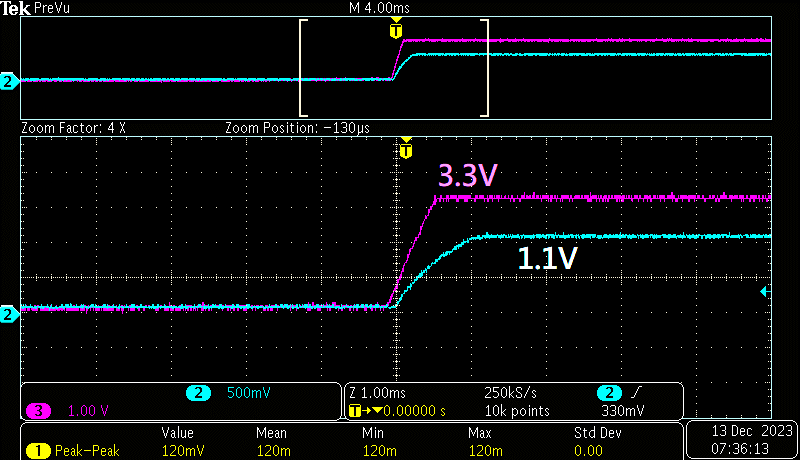 Tek PreVu M 4.00ms
T
2
Zoom Factor: 4 X Zoom Position: −130µs
T
3.3V
1.1V
2
2 500mV
3 1.00 V
Z 1.00ms 250kS/s 2
T→▼0.00000 s 10k points 330mV
Value Mean Min Max Std Dev
1 Peak−Peak 120mV 120m 120m 120m 0.00
13 Dec 2023
07:36:13